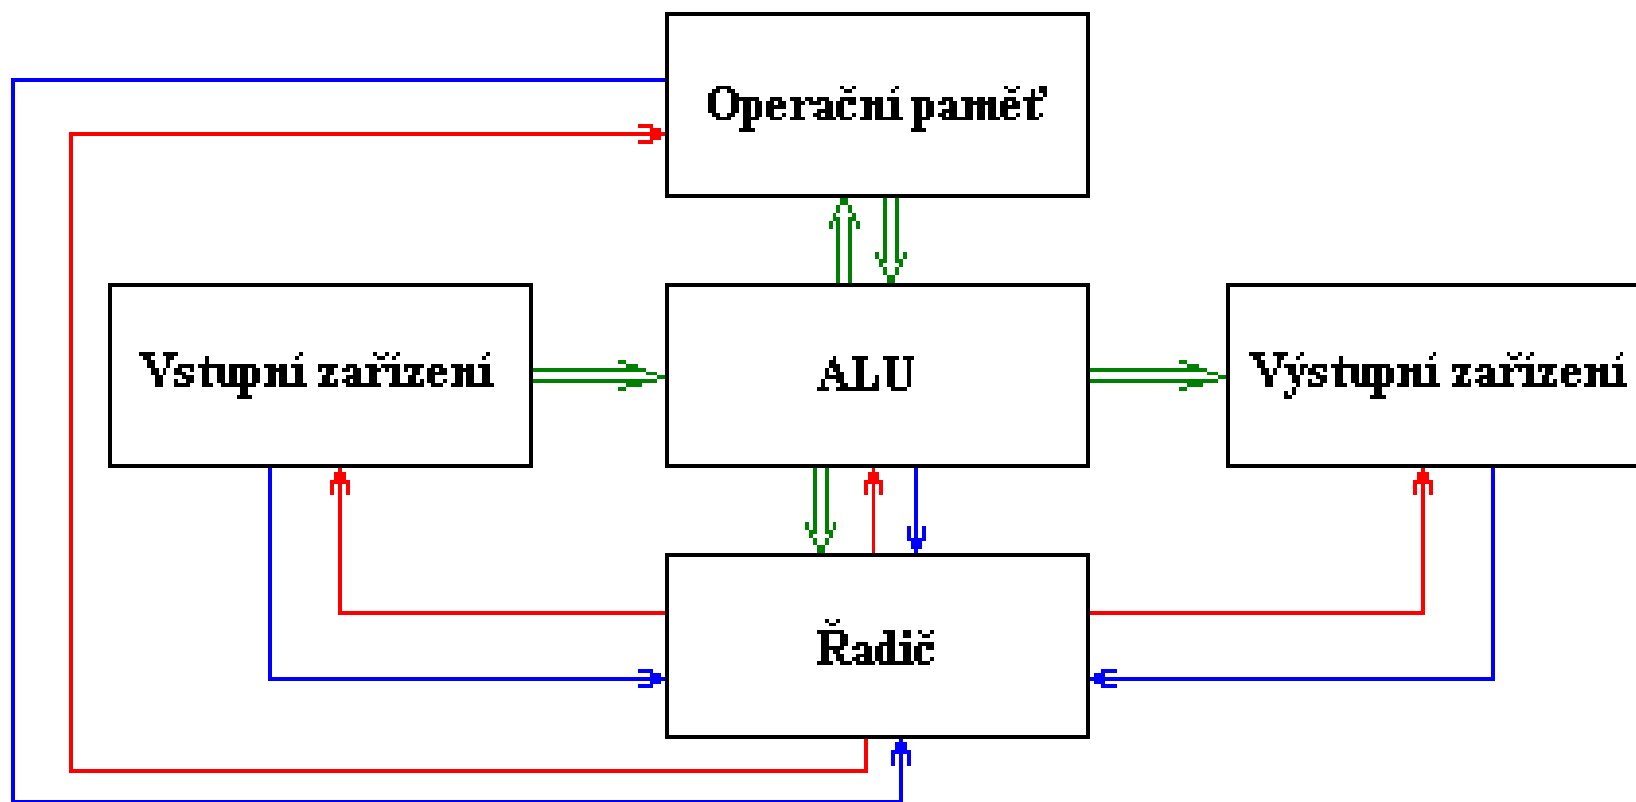 Operační paměť
Vstupní zařízení
ALU
Výstupní zařízení
Řadič